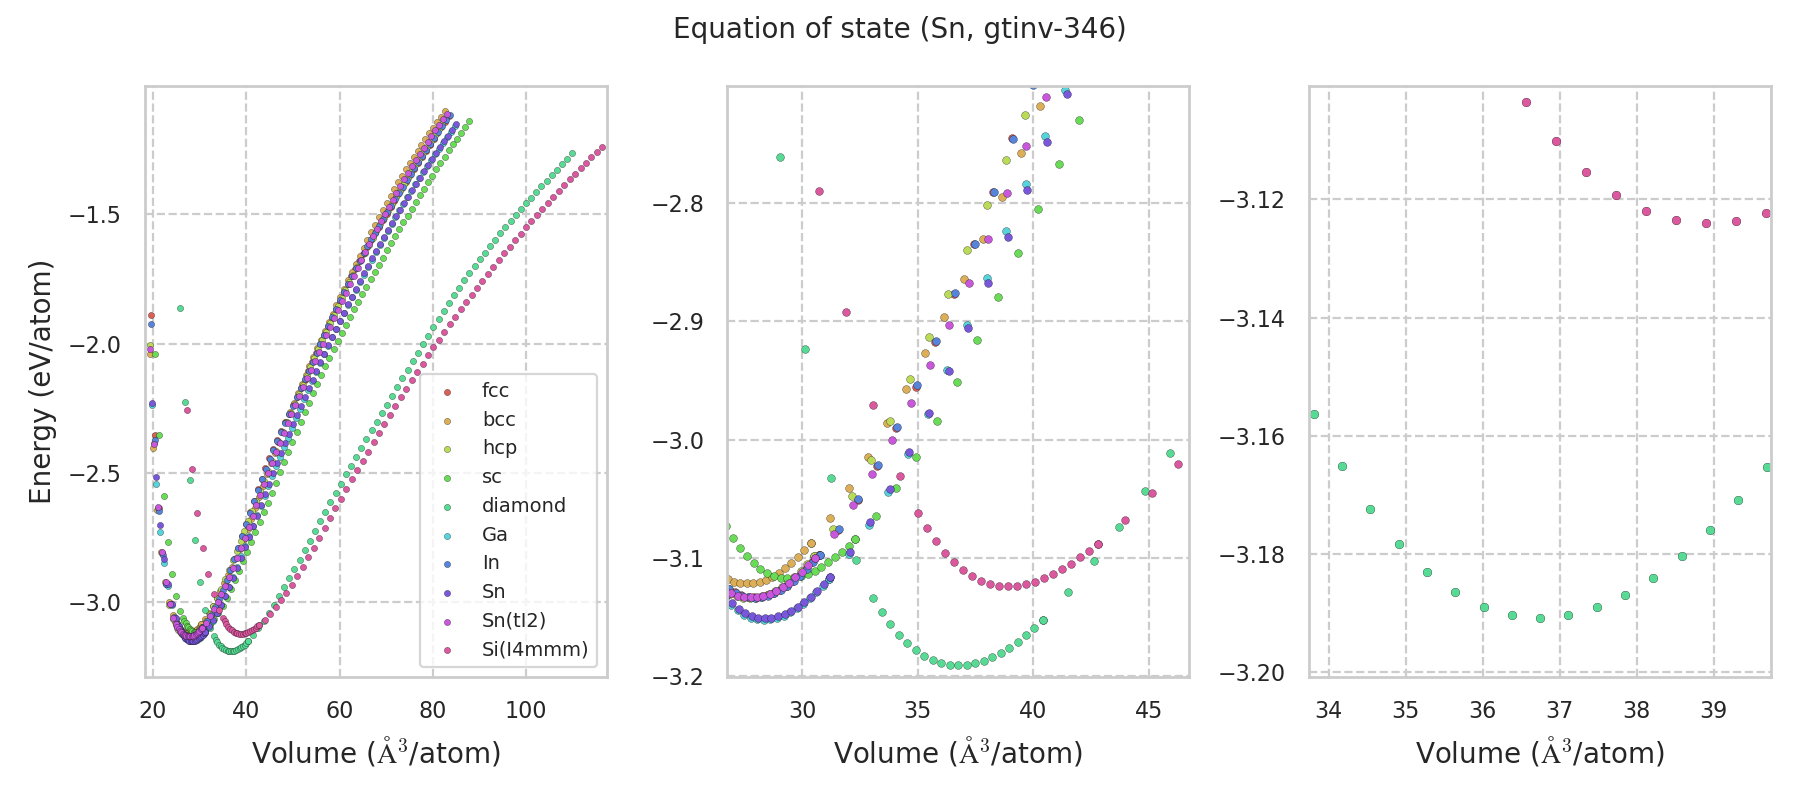 Equation of state (Sn, gtinv-346)
Energy (eV/atom)
−1.5
−2.0
−2.5
−3.0
20 40 60 80 100
Volume (Å³/atom)
fcc
bcc
hcp
sc
diamond
Ga
In
Sn
Sn(tI2)
Si(I4mmm)
−2.8
−2.9
−3.0
−3.1
−3.2
30 35 40 45
Volume (Å³/atom)
−3.12
−3.14
−3.16
−3.18
−3.20
34 35 36 37 38 39
Volume (Å³/atom)